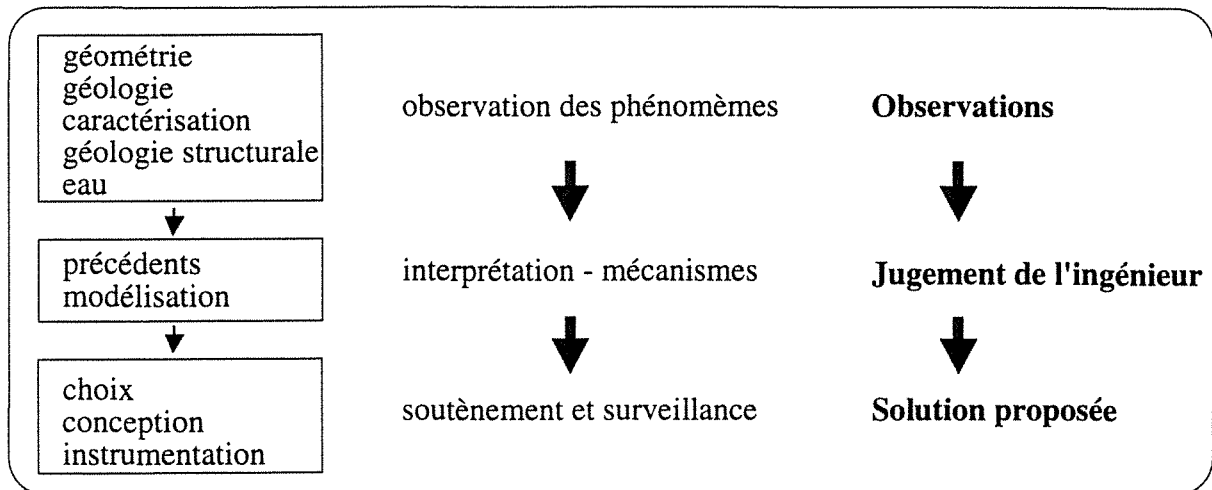 géométrie
géologie
caractérisation
géologie structurale
eau
observation des phénomèmes
Observations
précédents
modélisation
interprétation - mécanismes
Jugement de l'ingénieur
choix
conception
instrumentation
soutènement et surveillance
Solution proposée